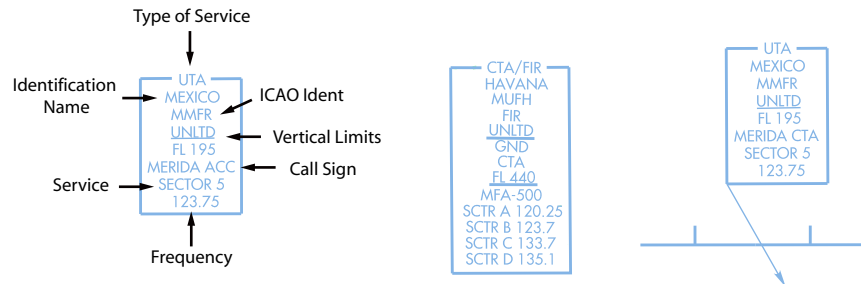 Type of Service
UTA
Identification
Name
MEXICO
MMFR
ICAO Ident
UNLTD
FL 195
Vertical Limits
MERIDA ACC
Call Sign
Service
SECTOR 5
123.75
Frequency
CTA/FIR
HAVANA
MUFH
FIR
UNLTD
GND
CTA
FL 440
MFA-500
SCTR A 120.25
SCTR B 123.7
SCTR C 133.7
SCTR D 135.1
UTA
MEXICO
MMFR
UNLTD
FL 195
MERIDA CTA
SECTOR 5
123.75